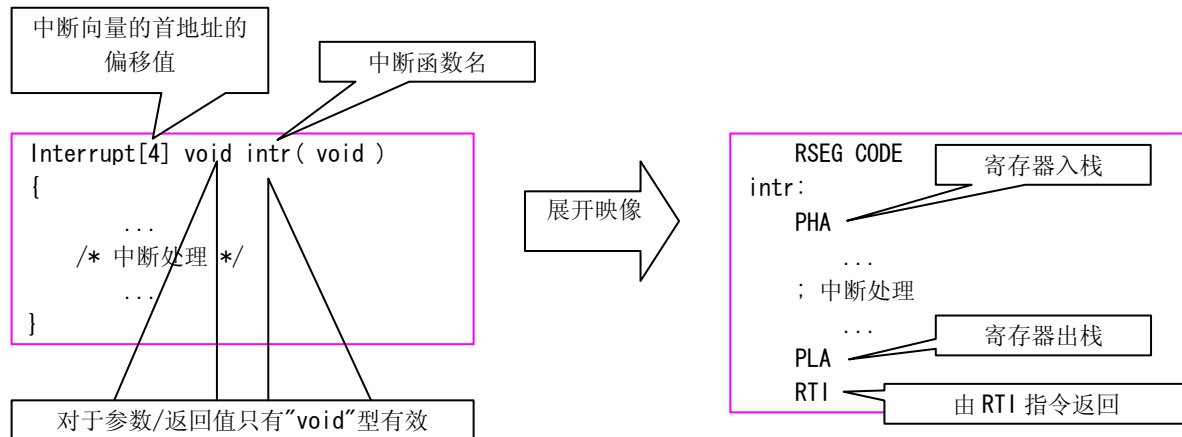 中断向量的首地址的
偏移值
中断函数名
Interrupt[4] void intr( void )
{
...
/* 中断处理 */
...
}
对于参数/返回值只有"void"型有效
展开映像
RSEG CODE
intr:
PHA
...
; 中断处理
...
PLA
RTI
寄存器入栈
寄存器出栈
由 RTI 指令返回